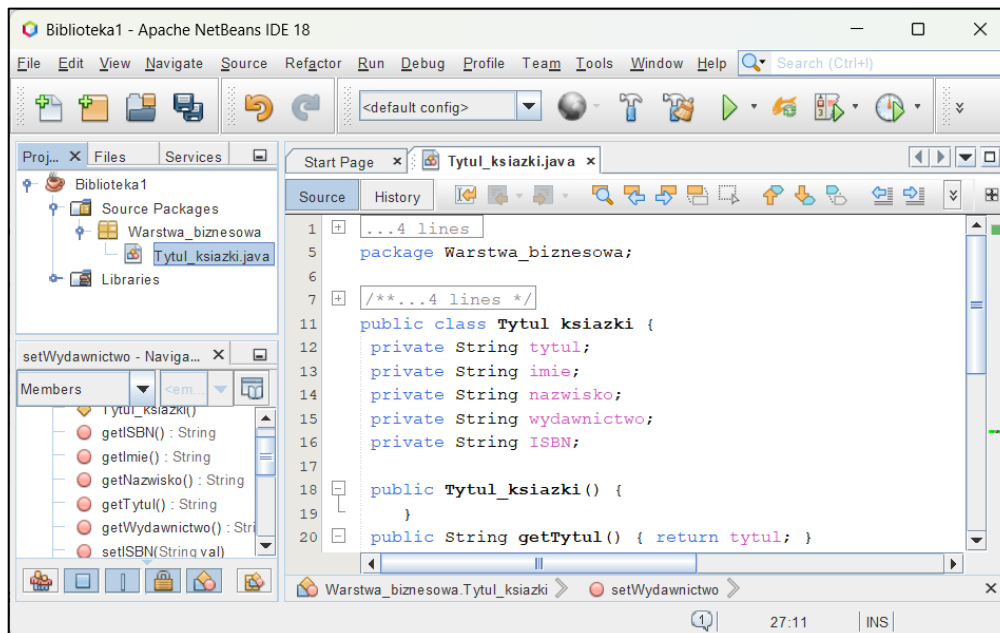 Biblioteka1 - Apache NetBeans IDE 18
File Edit View Navigate Source Refactor Run Debug Profile Team Tools Window Help Search (Ctrl+I)
<default config>
Proj... Files Services
Biblioteka1
Source Packages
Warstwa_biznesowa
Tytul_ksiazki.java
Libraries
setWydawnictwo - Naviga...
Members <em...
Tytul_ksiazki()
getISBN() : String
getImie() : String
getNazwisko() : String
getTytul() : String
getWydawnictwo() : Stri
setISBN(String val)
Start Page Tytul_ksiazki.java
Source History
1 ...4 lines
5 package Warstwa_biznesowa;
6
7 /**...4 lines */
11 public class Tytul ksiazki {
12 private String tytul;
13 private String imie;
14 private String nazwisko;
15 private String wydawnictwo;
16 private String ISBN;
17
18 public Tytul_ksiazki() {
19 }
20 public String getTytul() { return tytul; }
Warstwa_biznesowa.Tytul_ksiazki setWydawnictwo
1 27:11 INS